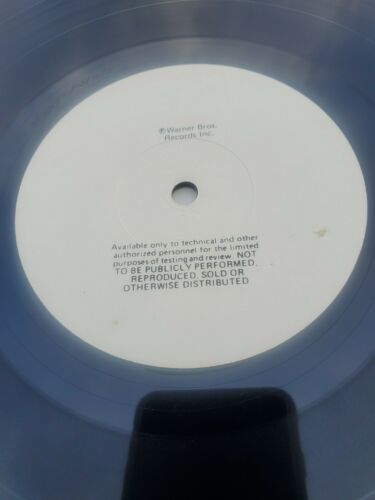 ℗Warner Bros.
Records Inc.
Available only to technical and other
authorized personnel for the limited
purposes of testing and review. NOT
TO BE PUBLICLY PERFORMED,
REPRODUCED, SOLD OR
OTHERWISE DISTRIBUTED